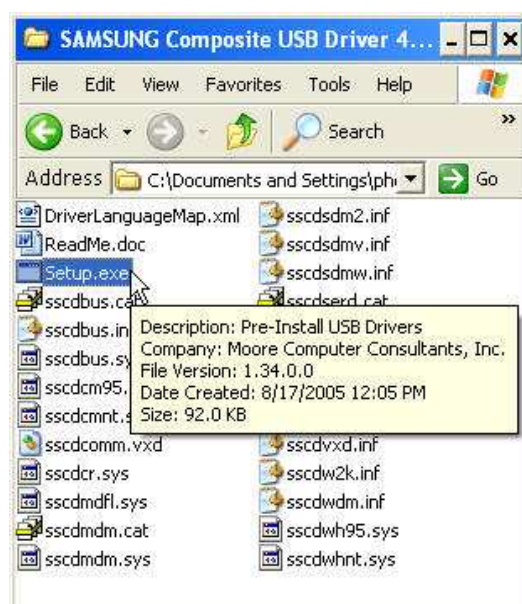 SAMSUNG Composite USB Driver 4...
File Edit View Favorites Tools Help
Back Search »
Address C:\Documents and Settings\ph Go
DriverLanguageMap.xml sscdsdm2.inf
ReadMe.doc sscdsdmv.inf
Setup.exe sscdsdmw.inf
sscdbus.ca sscdserd.cat
sscdbus.in Description: Pre-Install USB Drivers
sscdbus.sy Company: Moore Computer Consultants, Inc.
sscdcm95. File Version: 1.34.0.0
Date Created: 8/17/2005 12:05 PM
sscdcmnt.s Size: 92.0 KB
sscdcomm.vxd sscdvxd.inf
sscdcr.sys sscdw2k.inf
sscdmdfl.sys sscdwdm.inf
sscdmdm.cat sscdwh95.sys
sscdmdm.sys sscdwhnt.sys